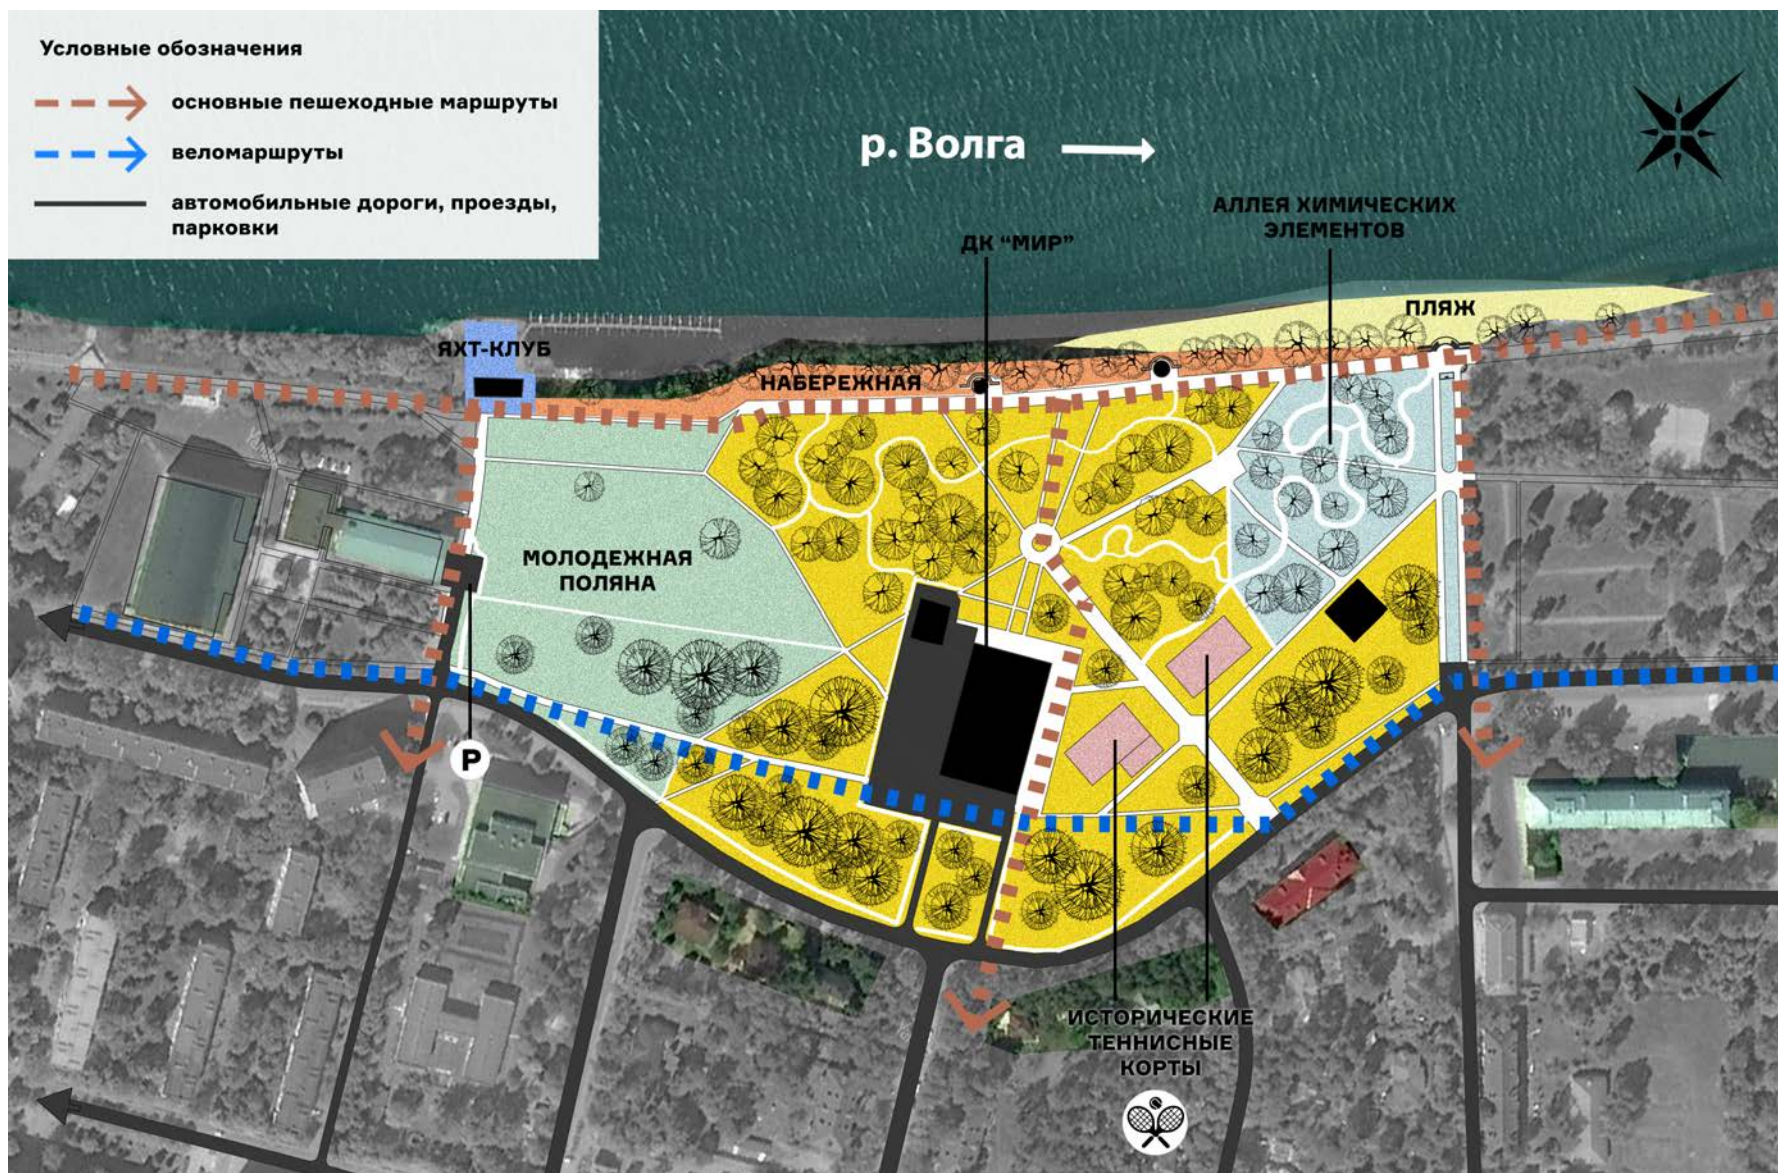 Условные обозначения
основные пешеходные маршруты
веломаршруты
автомобильные дороги, проезды,
парковки
р. Волга
АЛЛЕЯ ХИМИЧЕСКИХ
ЭЛЕМЕНТОВ
ДК “МИР”
ПЛЯЖ
ЯХТ-КЛУБ
НАБЕРЕЖНАЯ
МОЛОДЕЖНАЯ
ПОЛЯНА
P
ИСТОРИЧЕСКИЕ
ТЕННИСНЫЕ
КОРТЫ